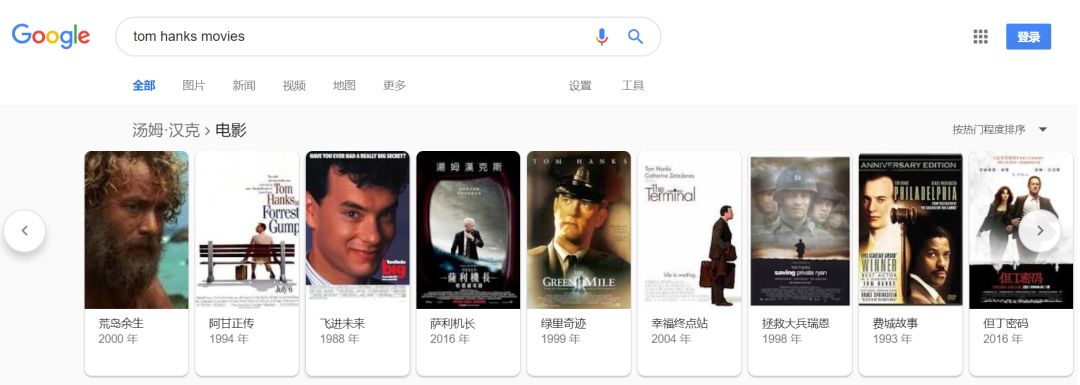 Google
tom hanks movies
登录
全部 图片 新闻 视频 地图 更多 设置 工具
汤姆·汉克 › 电影
按热门程度排序
Tom
Hanks
Forrest
Gump
July 6
HAVE YOU EVER HAD A REALLY BIG SECRET?
big
湯姆漢克斯
薩利機長
TOM HANKS
GREEN MILE
Tom Hanks
Catherine Zeta-Jones
The Terminal
Life is waiting.
saving private ryan
ANNIVERSARY EDITION
PHILADELPHIA
WINNER
但丁密码
荒岛余生 阿甘正传 飞进未来 萨利机长 绿里奇迹 幸福终点站 拯救大兵瑞恩 费城故事 但丁密码
2000 年 1994 年 1988 年 2016 年 1999 年 2004 年 1998 年 1993 年 2016 年